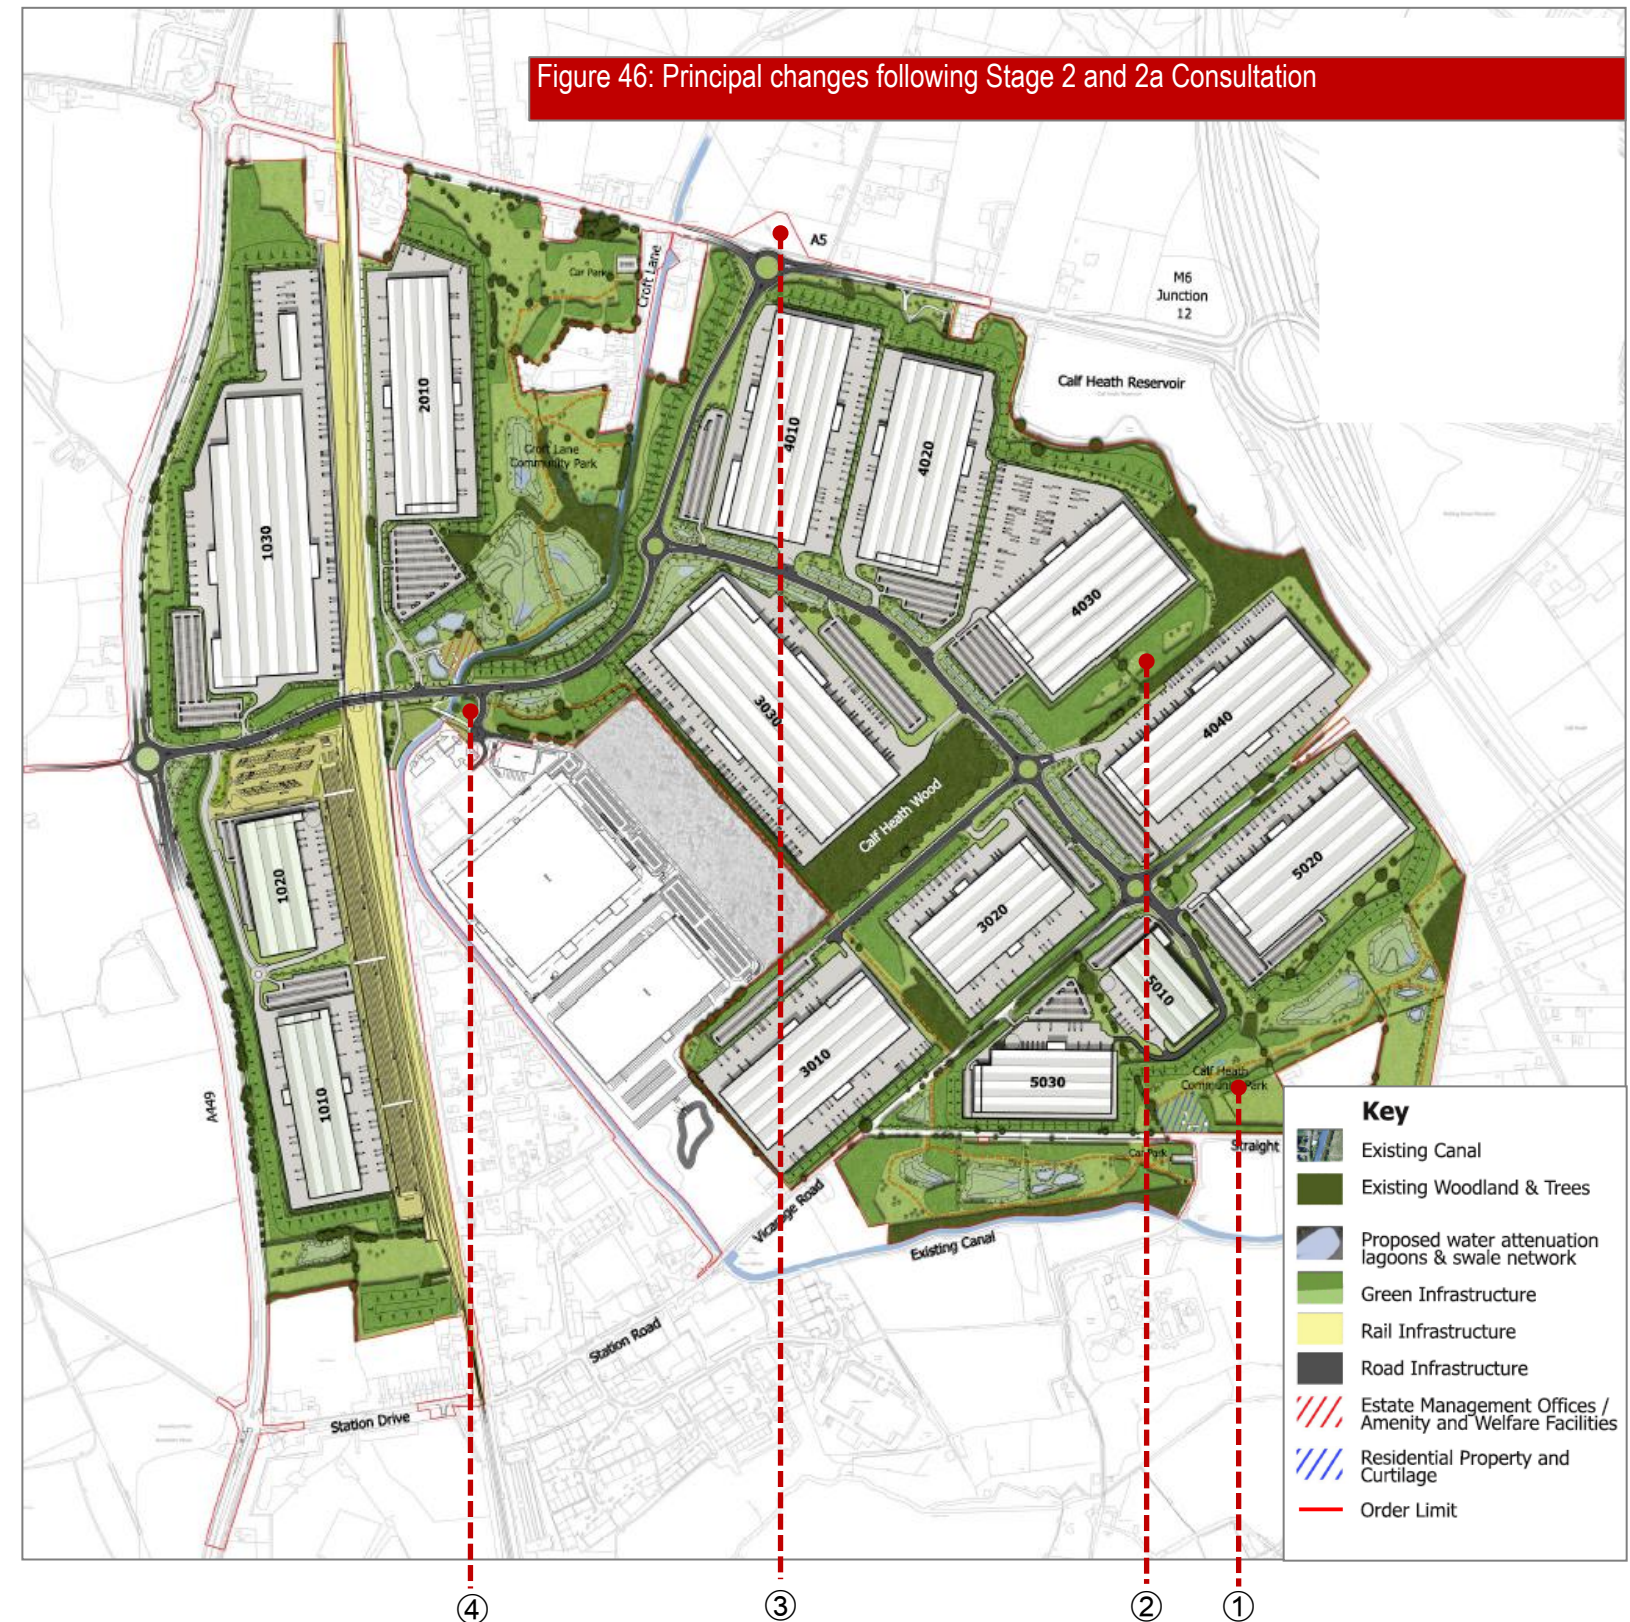 Figure 46: Principal changes following Stage 2 and 2a Consultation
A5
M6
Junction
12
Croft Lane
Car Park
Calf Heath Reservoir
Croft Lane
Community Park
2010
1030
4010
4020
4030
4040
3030
Calf Heath Wood
1020
3020
5020
5010
1010
3010
5030
A449
Calf Heath
Community Park
Straight
Car Park
Vicarage Road
Existing Canal
Station Road
Station Drive
Key
Existing Canal
Existing Woodland & Trees
Proposed water attenuation
lagoons & swale network
Green Infrastructure
Rail Infrastructure
Road Infrastructure
Estate Management Offices /
Amenity and Welfare Facilities
Residential Property and
Curtilage
Order Limit
④
③
②
①